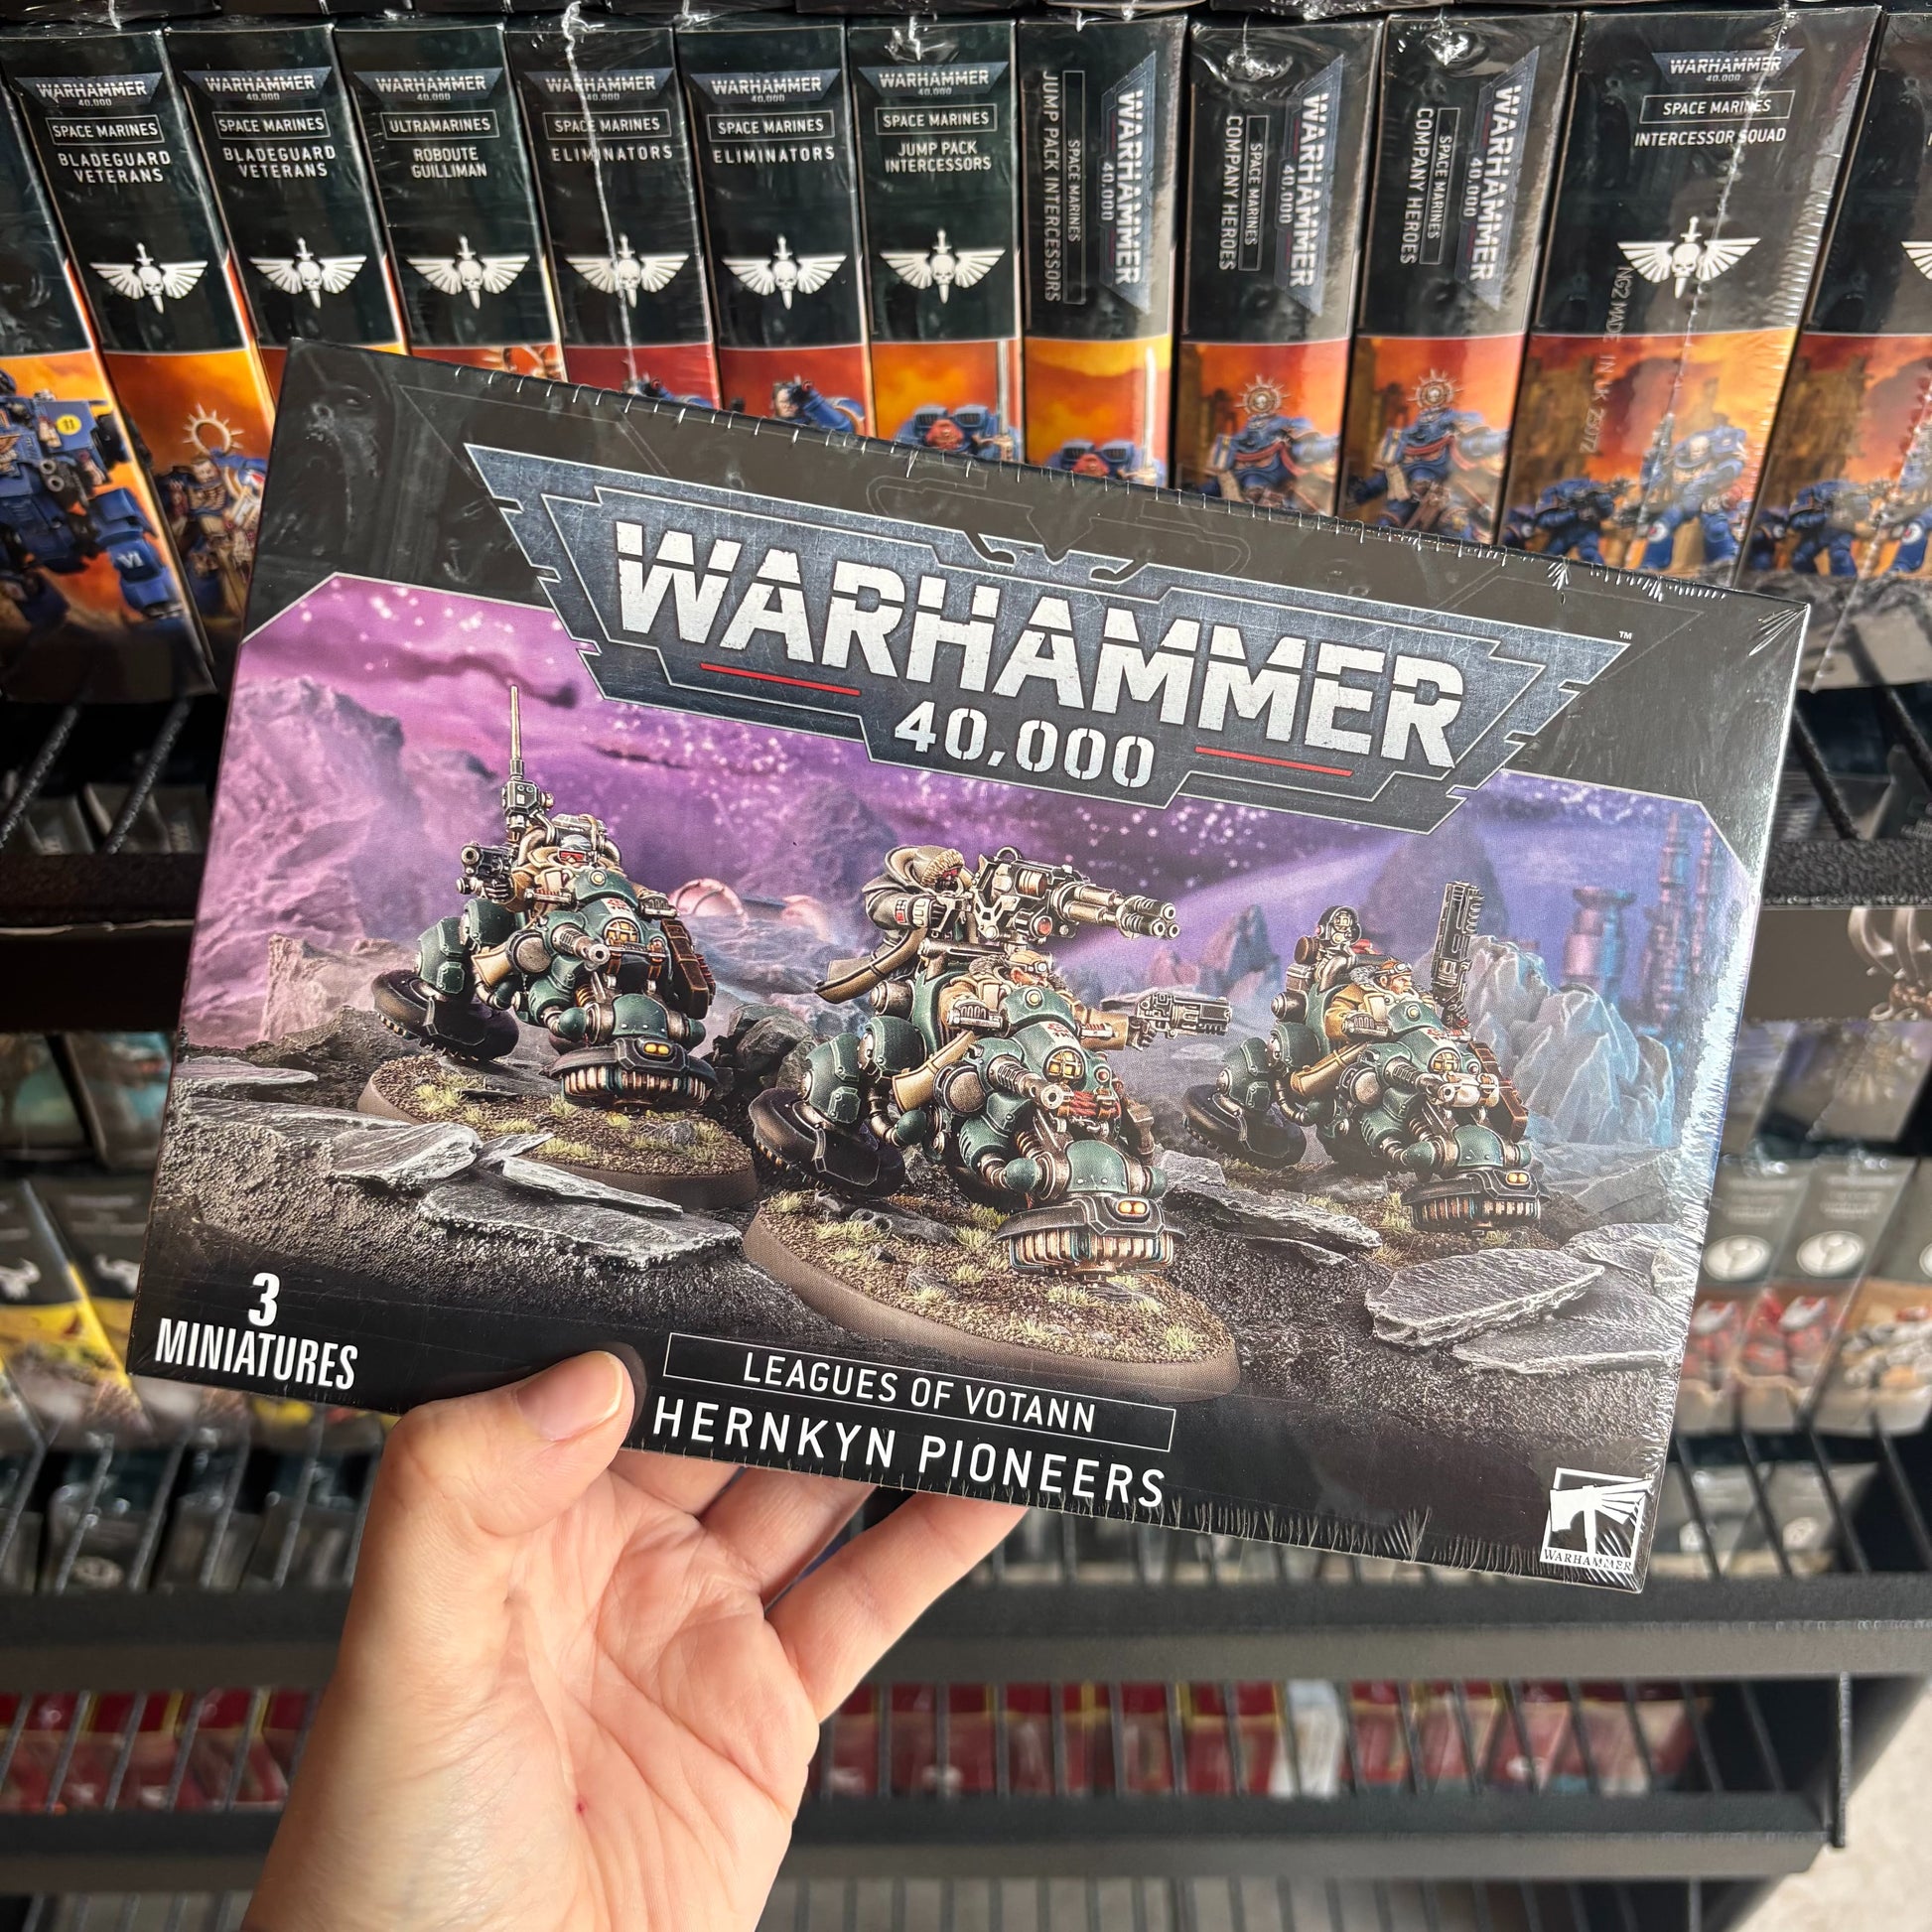 WARHAMMER
40,000
SPACE MARINES
BLADEGUARD
VETERANS
WARHAMMER
40,000
SPACE MARINES
BLADEGUARD
VETERANS
WARHAMMER
40,000
ULTRAMARINES
ROBOUTE
GUILLIMAN
WARHAMMER
40,000
SPACE MARINES
ELIMINATORS
WARHAMMER
40,000
SPACE MARINES
ELIMINATORS
WARHAMMER
40,000
SPACE MARINES
JUMP PACK
INTERCESSORS
WARHAMMER
40,000
SPACE MARINES
JUMP PACK INTERCESSORS
WARHAMMER
40,000
SPACE MARINES
COMPANY HEROES
WARHAMMER
40,000
SPACE MARINES
COMPANY HEROES
WARHAMMER
40,000
SPACE MARINES
INTERCESSOR SQUAD
VI
WARHAMMER
TM
40,000
3
MINIATURES
LEAGUES OF VOTANN
HERNKYN PIONEERS
WARHAMMER